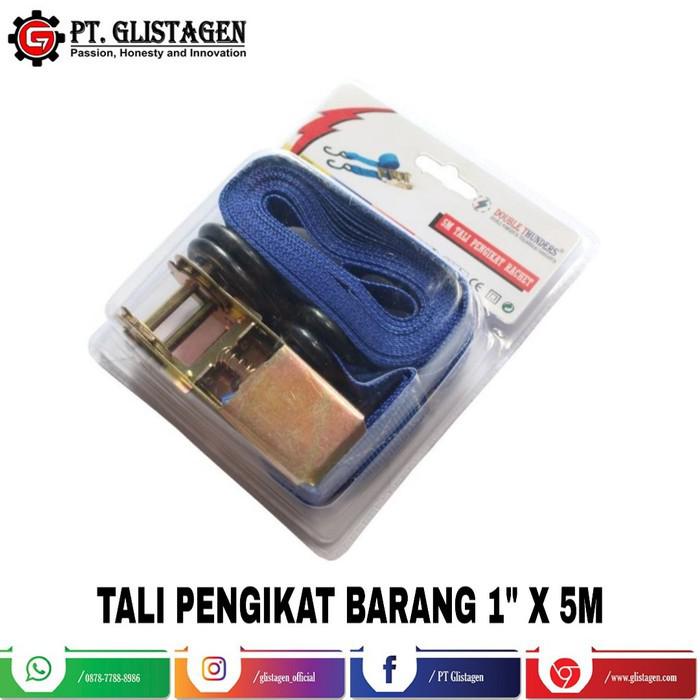 PT. GLISTAGEN
Passion, Honesty and Innovation
DOUBLE THUNDERS®
5M TALI PENGIKAT RACHET
CE
TALI PENGIKAT BARANG 1" X 5M
/0878-7788-8986
/glistagen_official
/ PT Glistagen
/www.glistagen.com